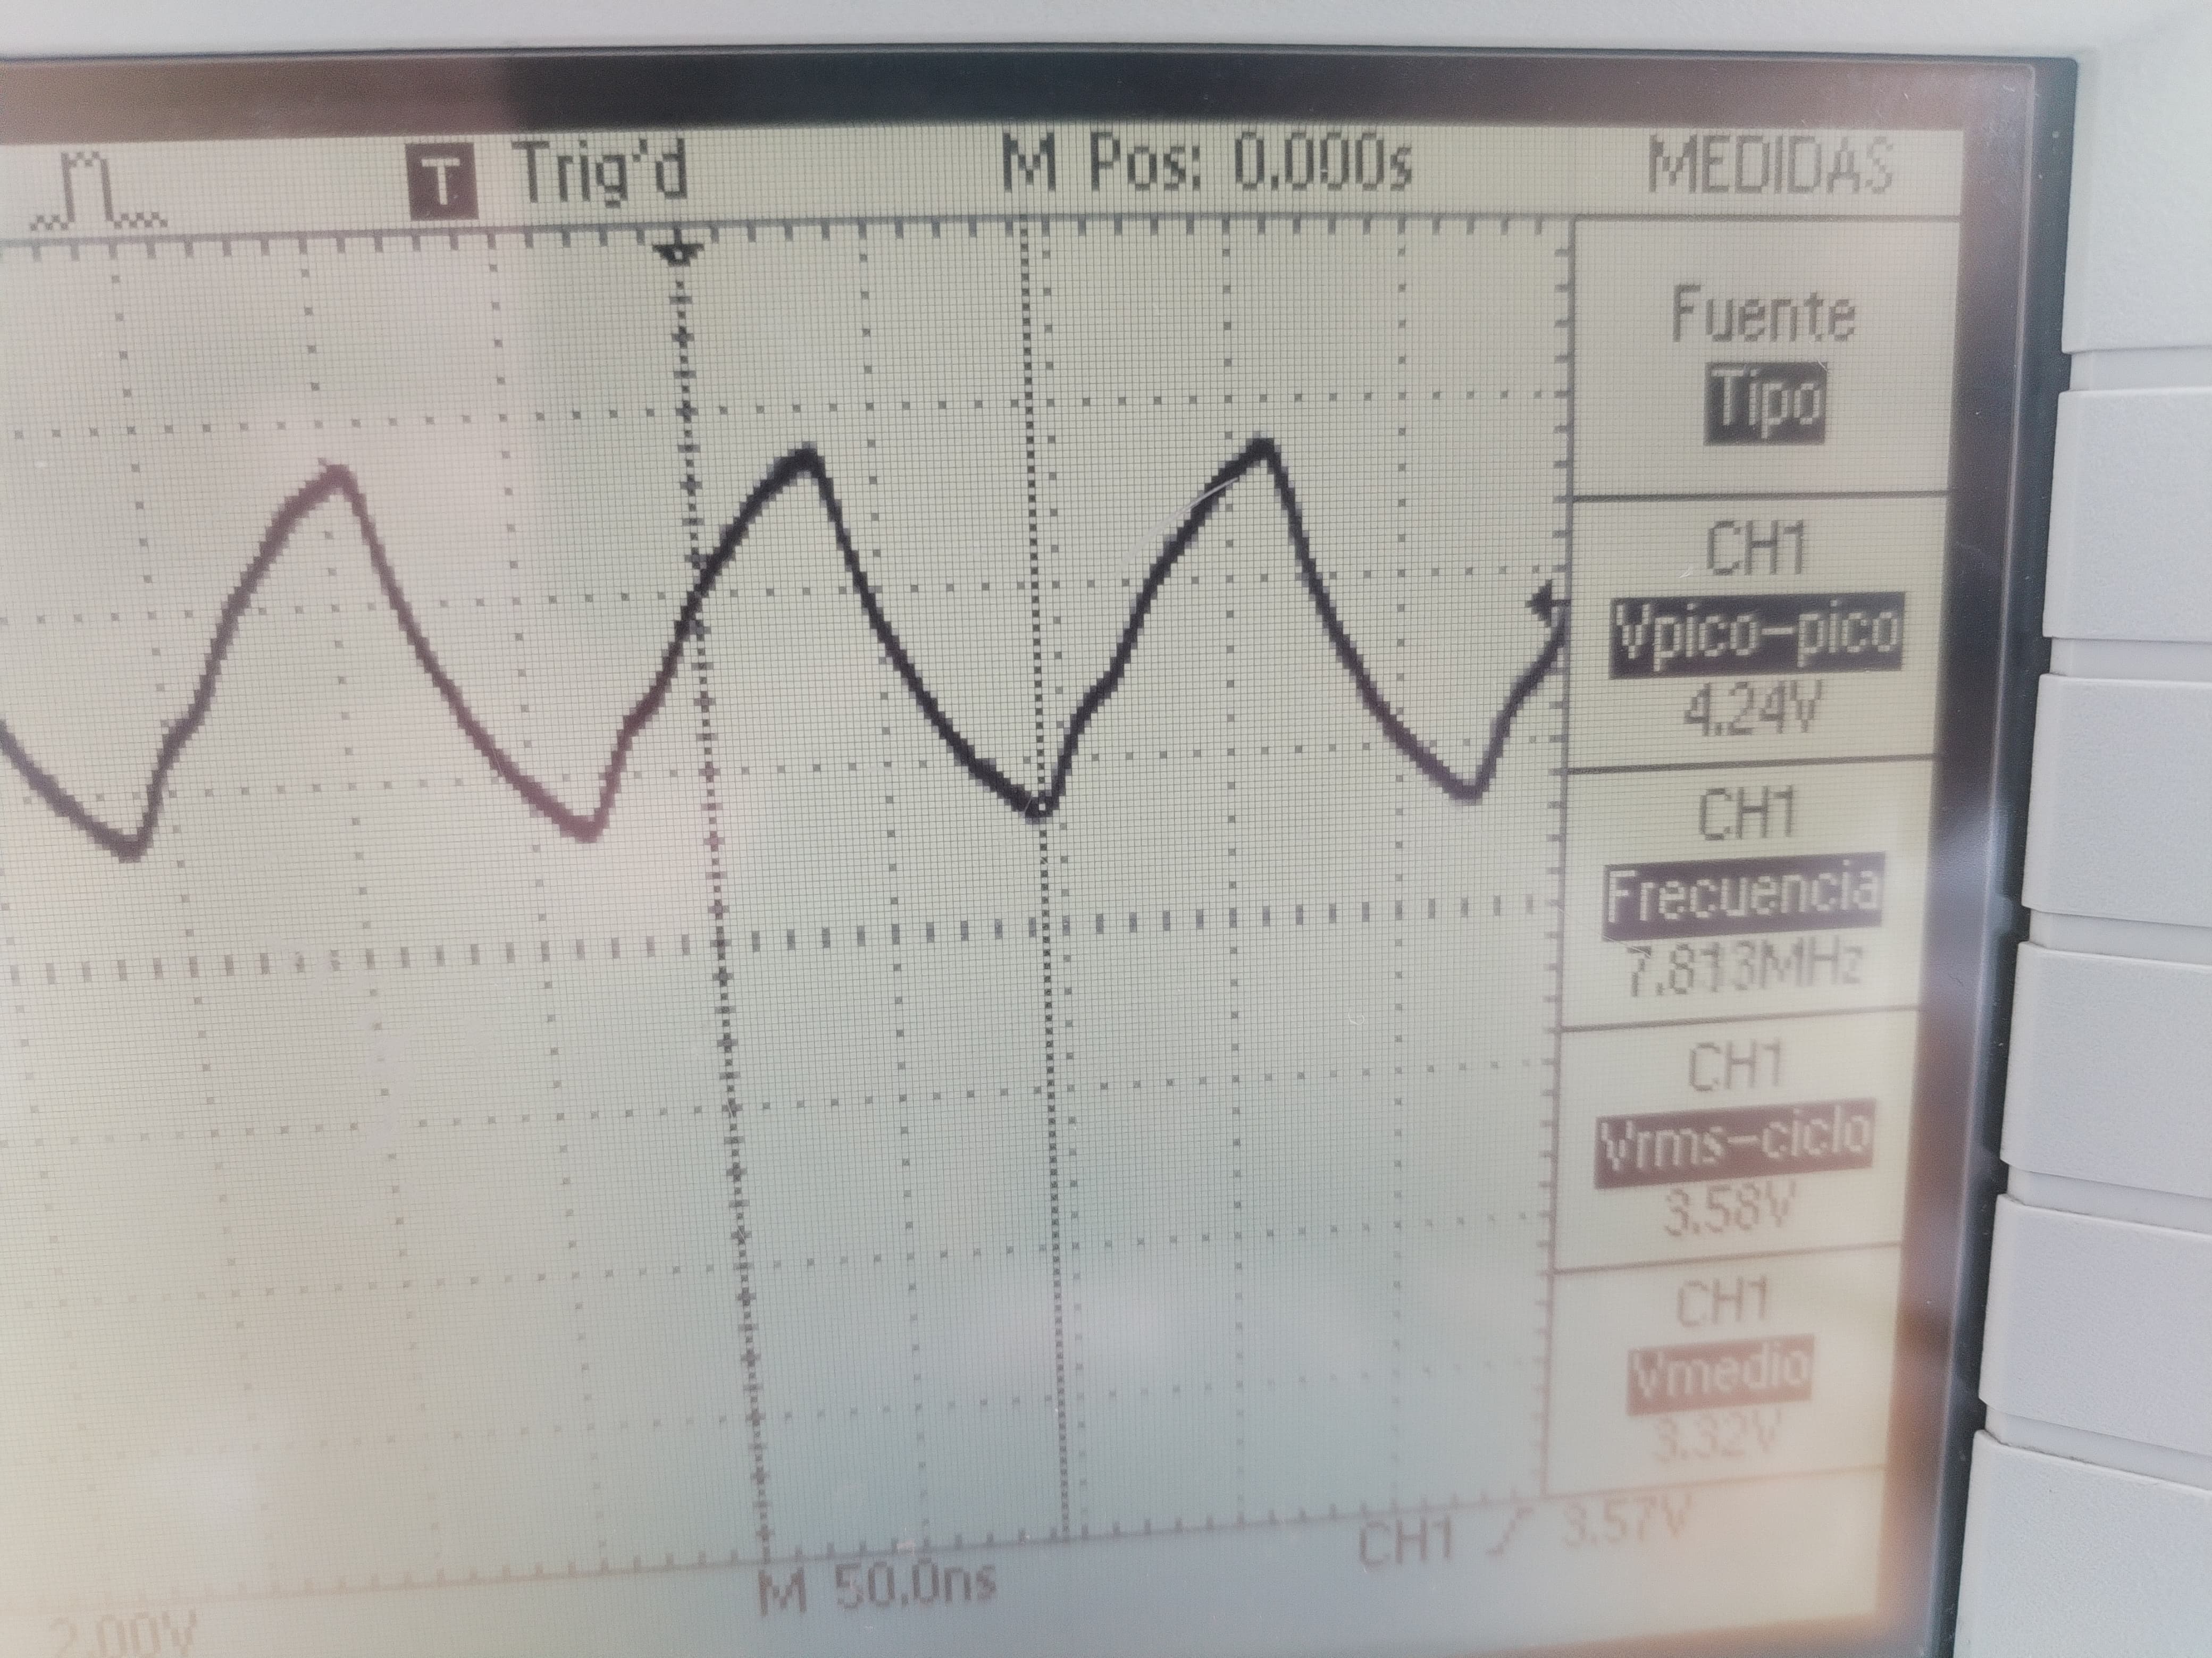 T Trig'd M Pos: 0.000s MEDIDAS
Fuente
Tipo
CH1
Vpico-pico
4.24V
CH1
Frecuencia
7.813MHz
CH1
Vrms-ciclo
3.58V
CH1
Vmedio
3.32V
2.00V M 50.0ns CH1 3.57V